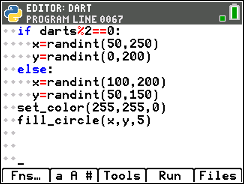 EDITOR: DART
PROGRAM LINE 0067
if darts%2==0:
x=randint(50,250)
y=randint(0,200)
else:
x=randint(100,200)
y=randint(50,150)
set_color(255,255,0)
fill_circle(x,y,5)
_
Fns… a A # Tools Run Files